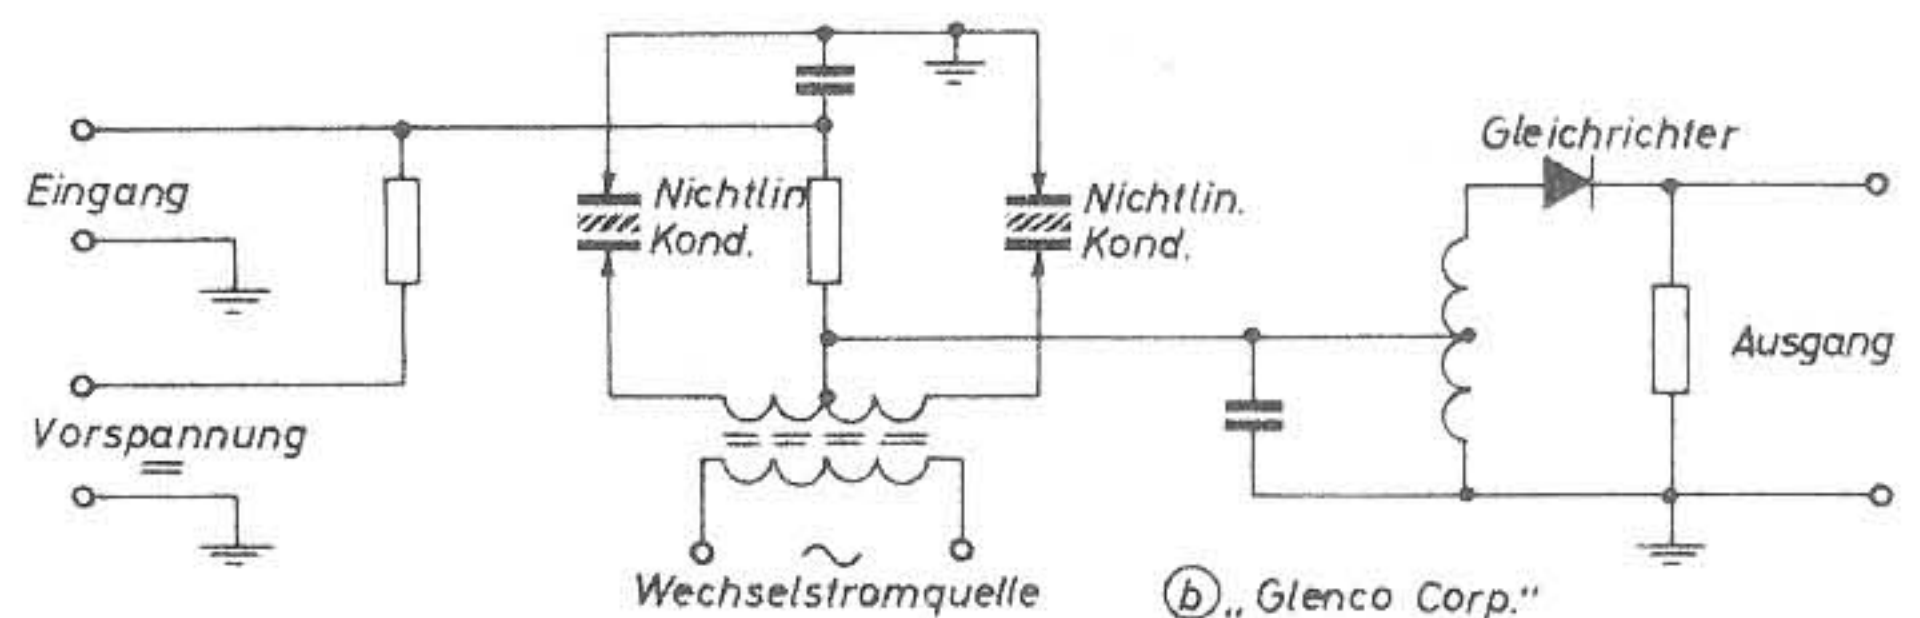 Eingang
Vorspannung
=
Nichtlin
Kond.
Nichtlin.
Kond.
Wechselstromquelle
Gleichrichter
Ausgang
b „Glenco Corp."